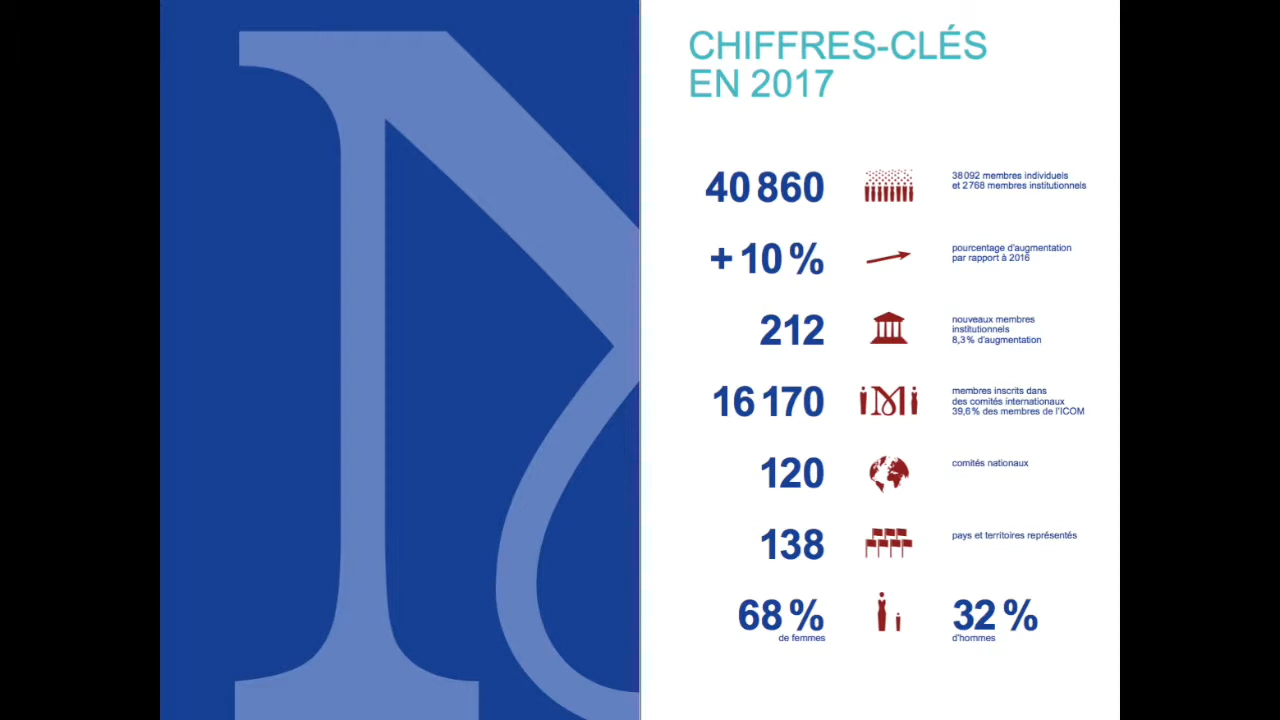 CHIFFRES-CLÉS
EN 2017
40 860
38 092 membres individuels
et 2 768 membres institutionnels
+ 10 %
pourcentage d'augmentation
par rapport à 2016
212
nouveaux membres
institutionnels
8,3 % d'augmentation
16 170
membres inscrits dans
des comités internationaux
39,6 % des membres de l'ICOM
120
comités nationaux
138
pays et territoires représentés
68 %
de femmes
32 %
d'hommes